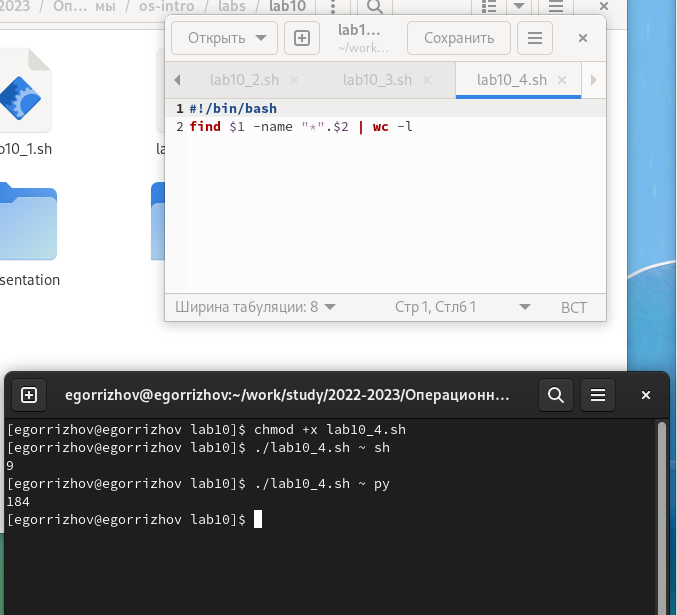 2023 / Оп… мы / os-intro / labs / lab10
b10_1.sh
la
sentation
Открыть
lab1…
~/work…
Сохранить
lab10_2.sh × lab10_3.sh × lab10_4.sh ×
1 #!/bin/bash
2 find $1 -name "*".$2 | wc -l
Ширина табуляции: 8 Стр 1, Стлб 1 ВСТ
egorrizhov@egorrizhov:~/work/study/2022-2023/Операционн…
[egorrizhov@egorrizhov lab10]$ chmod +x lab10_4.sh
[egorrizhov@egorrizhov lab10]$ ./lab10_4.sh ~ sh
9
[egorrizhov@egorrizhov lab10]$ ./lab10_4.sh ~ py
184
[egorrizhov@egorrizhov lab10]$